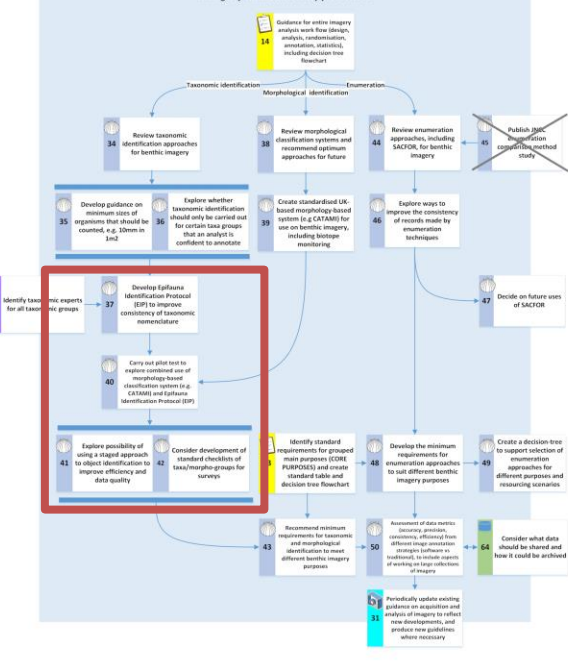 Guidance for entire imagery
analysis work flow (design,
analysis, randomisation,
annotation, statistics),
including decision tree
flowchart
14
Taxonomic identification
Morphological identification
Enumeration
34
Review taxonomic
identification approaches
for benthic imagery
38
Review morphological
classification systems and
recommend optimum
approaches for future
44
Review enumeration
approaches, including
SACFOR, for benthic
imagery
45
Publish JNCC
enumeration
comparison method
study
35
Develop guidance on
minimum sizes of
organisms that should be
counted, e.g. 10mm in
1m2
36
Explore whether
taxonomic identification
should only be carried out
for certain taxa groups
that an analyst is
confident to annotate
39
Create standardised UK-
based morphology-based
system (e.g CATAMI) for
use on benthic imagery,
including biotope
monitoring
46
Explore ways to
improve the consistency
of records made by
enumeration
techniques
Identify taxonomic experts
for all taxonomic groups
37
Develop Epifauna
Identification Protocol
(EIP) to improve
consistency of taxonomic
nomenclature
47
Decide on future uses
of SACFOR
40
Carry out pilot test to
explore combined use of
morphology-based
classification system (e.g.
CATAMI) and Epifauna
Identification Protocol (EIP)
41
Explore possibility of
using a staged approach
to object identification to
improve efficiency and
data quality
42
Consider development of
standard checklists of
taxa/morpho-groups for
surveys
Identify standard
requirements for grouped
main purposes (CORE
PURPOSES) and create
standard table and
decision tree flowchart
48
Develop the minimum
requirements for
enumeration approaches
to suit different benthic
imagery purposes
49
Create a decision-tree
to support selection of
enumeration
approaches for
different purposes and
resourcing scenarios
43
Recommend minimum
requirements for taxonomic
and morphological
identification to meet
different benthic imagery
purposes
50
Assessment of data metrics
(accuracy, precision,
consistency, efficiency) from
different image annotation
strategies (software vs
traditional), to include aspects
of working on large collections
of imagery
64
Consider what data
should be shared and
how it could be archived
31
Periodically update existing
guidance on acquisition and
analysis of imagery to reflect
new developments, and
produce new guidelines
where necessary